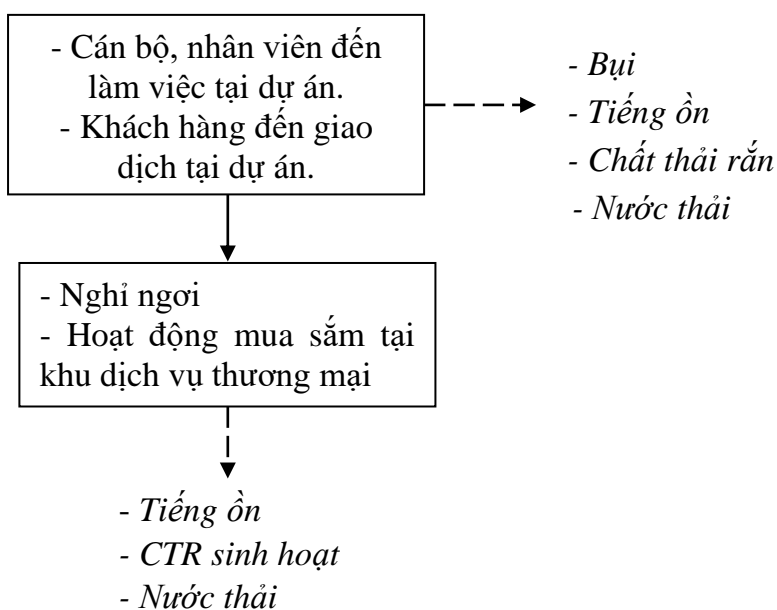 - Cán bộ, nhân viên đến
làm việc tại dự án.
- Khách hàng đến giao
dịch tại dự án.
- Bụi
- Tiếng ồn
- Chất thải rắn
- Nước thải
- Nghỉ ngơi
- Hoạt động mua sắm tại
khu dịch vụ thương mại
- Tiếng ồn
- CTR sinh hoạt
- Nước thải